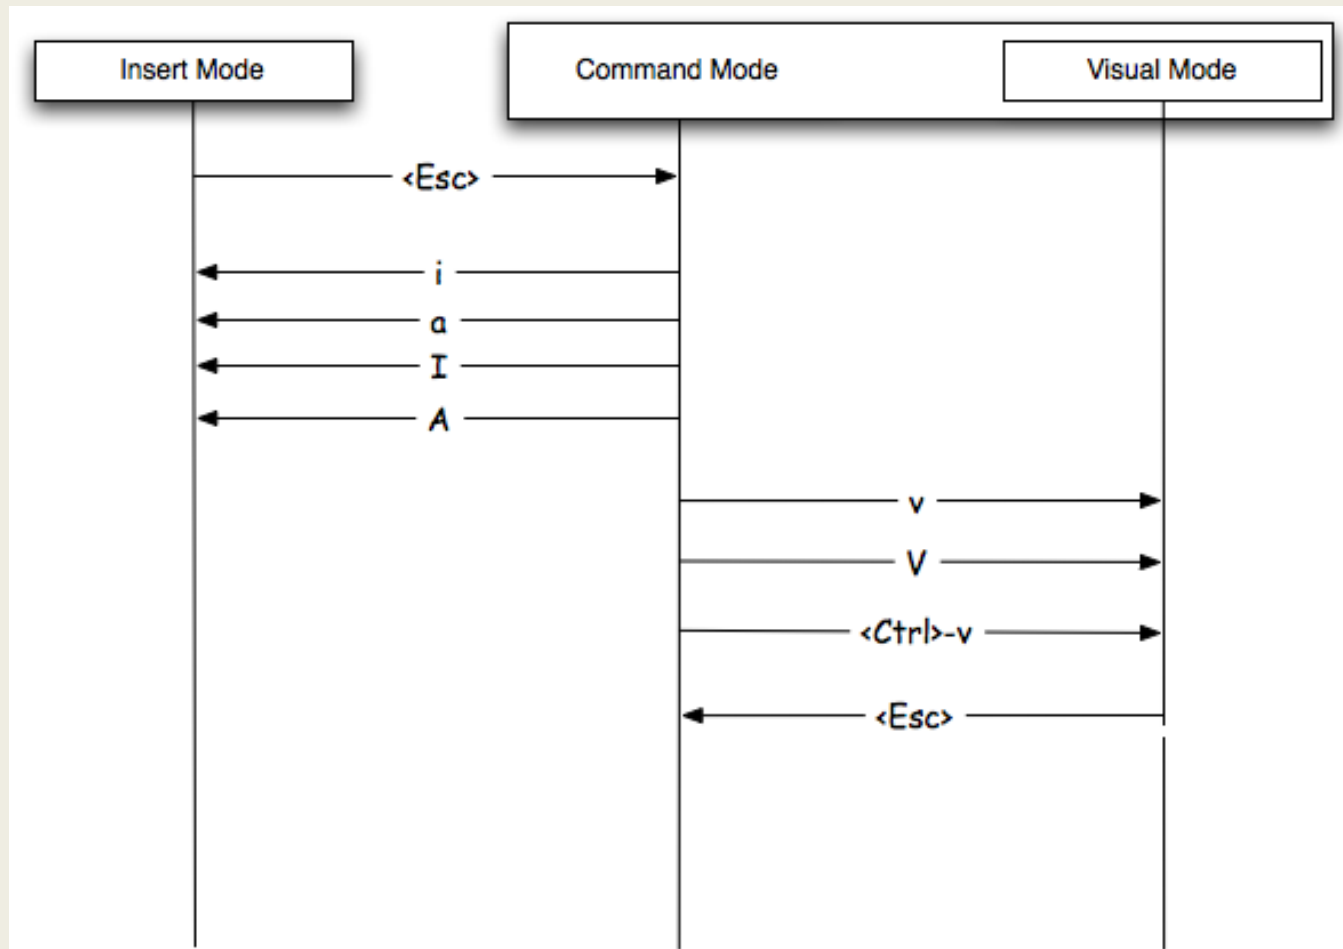 Insert Mode
Command Mode
Visual Mode
<Esc>
i
a
I
A
v
V
<Ctrl>-v
<Esc>